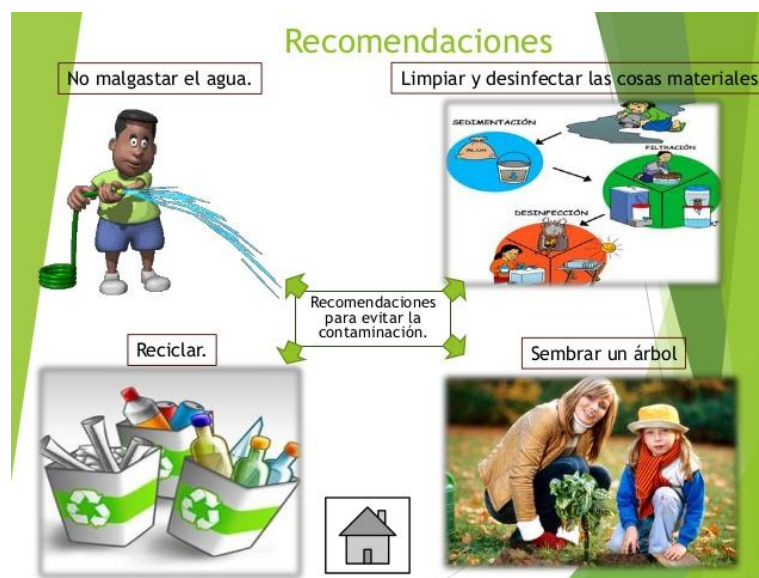 Recomendaciones
No malgastar el agua.
Limpiar y desinfectar las cosas materiales
SEDIMENTACIÓN
ALUM
FILTRACIÓN
DESINFECCIÓN
Recomendaciones
para evitar la
contaminación.
Reciclar.
Sembrar un árbol